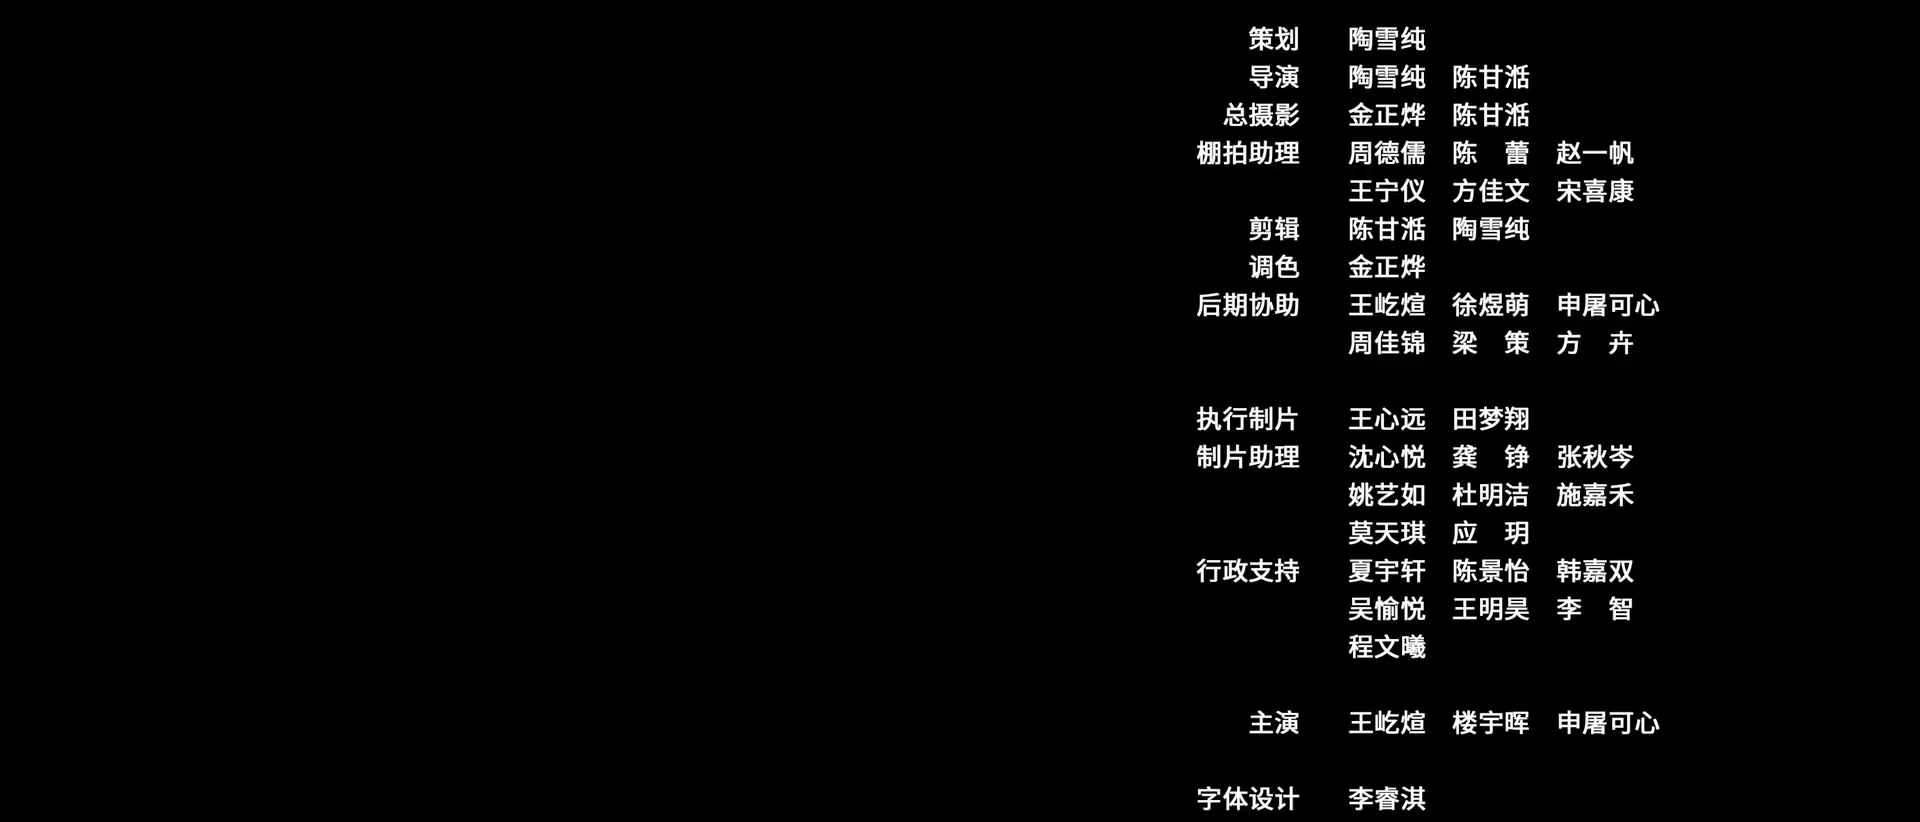 策划 陶雪纯
导演 陶雪纯 陈甘湉
总摄影 金正烨 陈甘湉
棚拍助理 周德儒 陈 蕾 赵一帆
王宁仪 方佳文 宋喜康
剪辑 陈甘湉 陶雪纯
调色 金正烨
后期协助 王屹煊 徐煜萌 申屠可心
周佳锦 梁 策 方 卉
执行制片 王心远 田梦翔
制片助理 沈心悦 龚 铮 张秋岑
姚艺如 杜明洁 施嘉禾
莫天琪 应 玥
行政支持 夏宇轩 陈景怡 韩嘉双
吴愉悦 王明昊 李 智
程文曦
主演 王屹煊 楼宇晖 申屠可心
字体设计 李睿淇